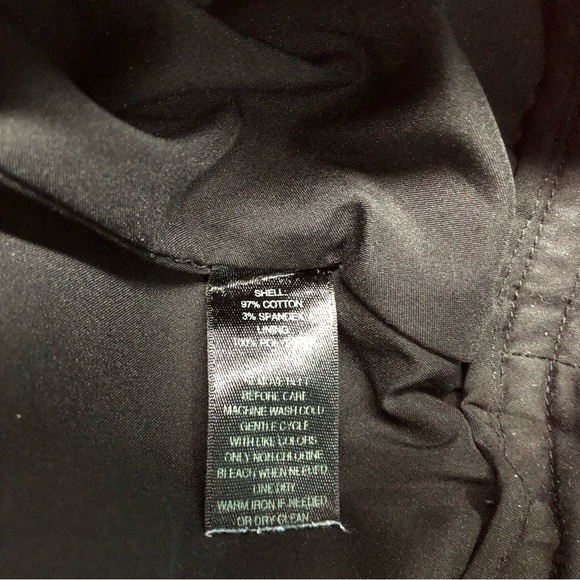 SHELL:
97% COTTON
3% SPANDEX
LINING
100% POLY
BEFORE CARE
MACHINE WASH COLD
GENTLE CYCLE
WITH LIKE COLORS
ONLY NON CHLORINE
BLEACH WHEN NEEDED
LINE DRY
WARM IRON IF NEEDED
OR DRY CLEAN